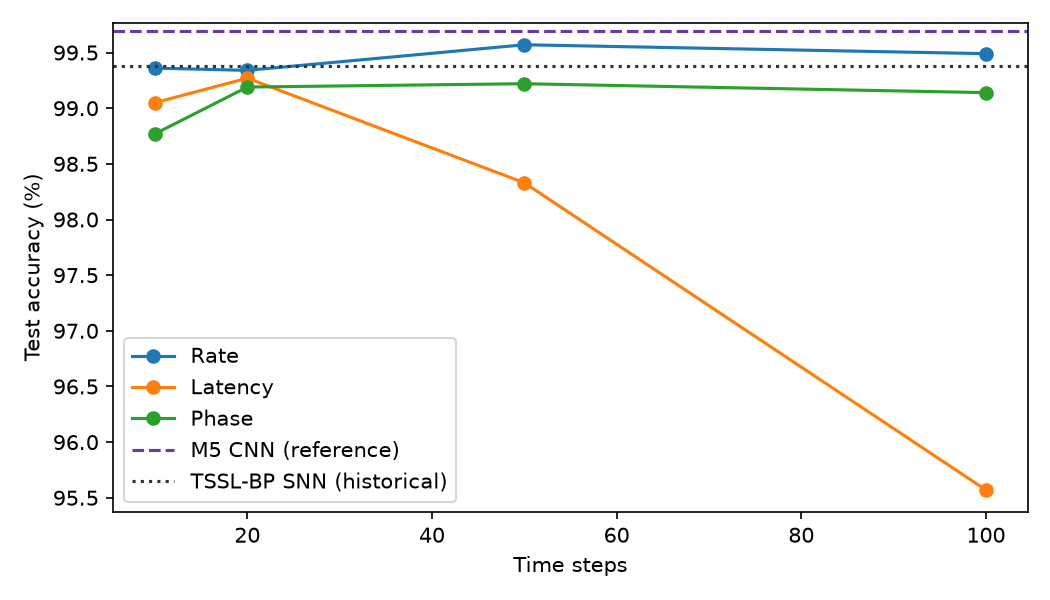 Test accuracy (%)
99.5
99.0
98.5
98.0
97.5
97.0
96.5
96.0
95.5
Rate
Latency
Phase
M5 CNN (reference)
TSSL-BP SNN (historical)
20 40 60 80 100
Time steps